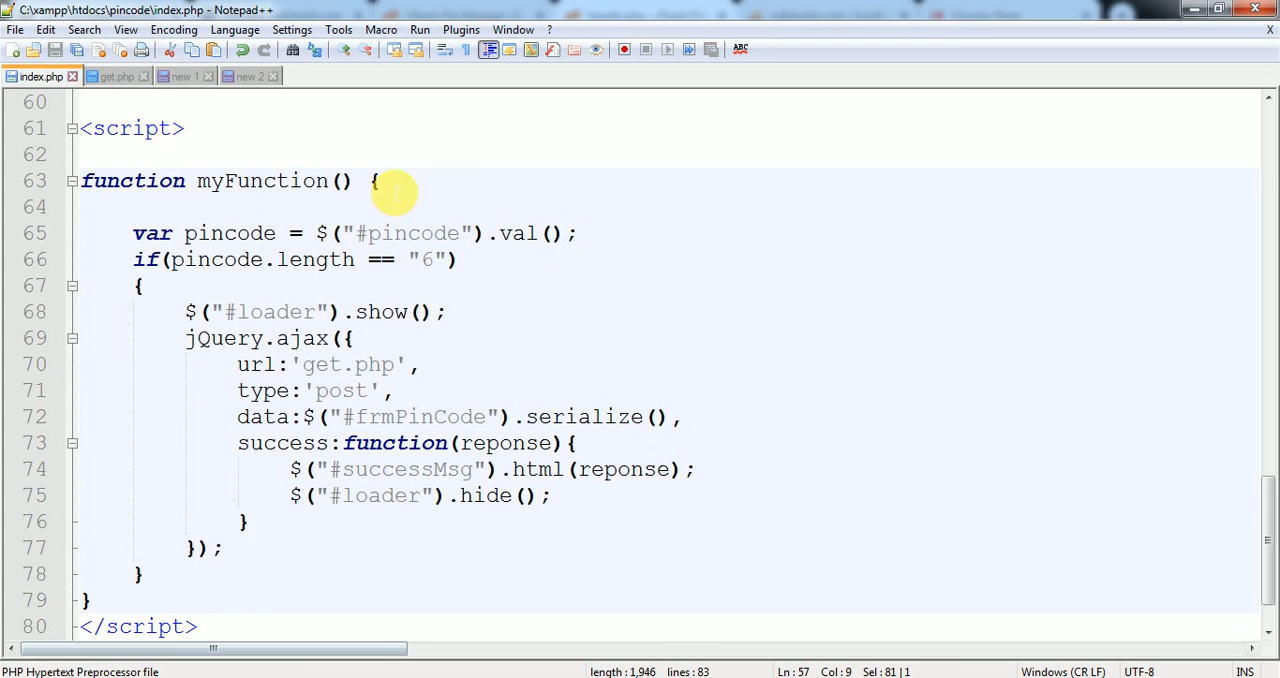 C:\xampp\htdocs\pincode\index.php - Notepad++
File Edit Search View Encoding Language Settings Tools Macro Run Plugins Window ? X
index.php get.php new 1 new 2
60
61 <script>
62
63 function myFunction() {
64
65 var pincode = $("#pincode").val();
66 if(pincode.length == "6")
67 {
68 $("#loader").show();
69 jQuery.ajax({
70 url:'get.php',
71 type:'post',
72 data:$("#frmPinCode").serialize(),
73 success:function(reponse){
74 $("#successMsg").html(reponse);
75 $("#loader").hide();
76 }
77 });
78 }
79 }
80 </script>
PHP Hypertext Preprocessor file length : 1,946 lines : 83 Ln : 57 Col : 9 Sel : 81 | 1 Windows (CR LF) UTF-8 INS